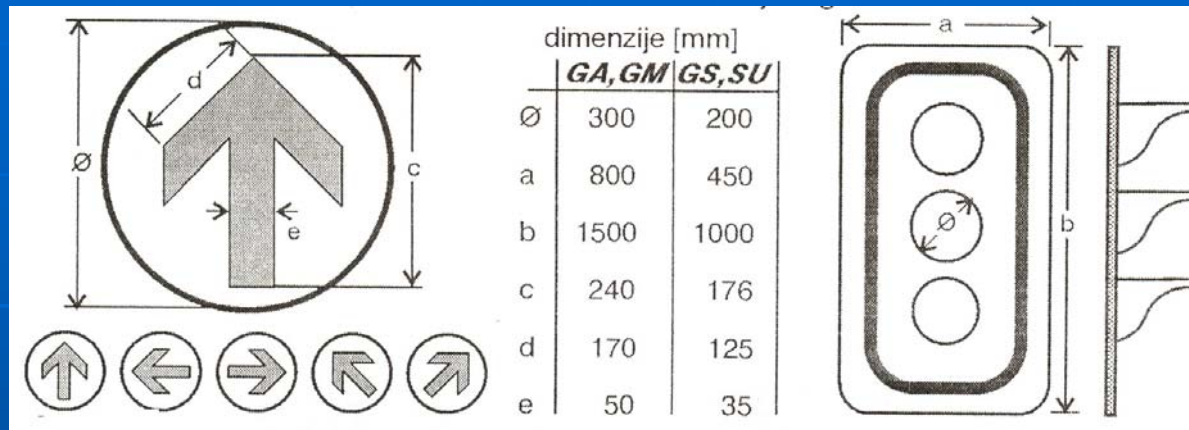 Ø
d
c
e
dimenzije [mm]
GA,GM GS,SU
Ø 300 200
a 800 450
b 1500 1000
c 240 176
d 170 125
e 50 35
a
Ø
b